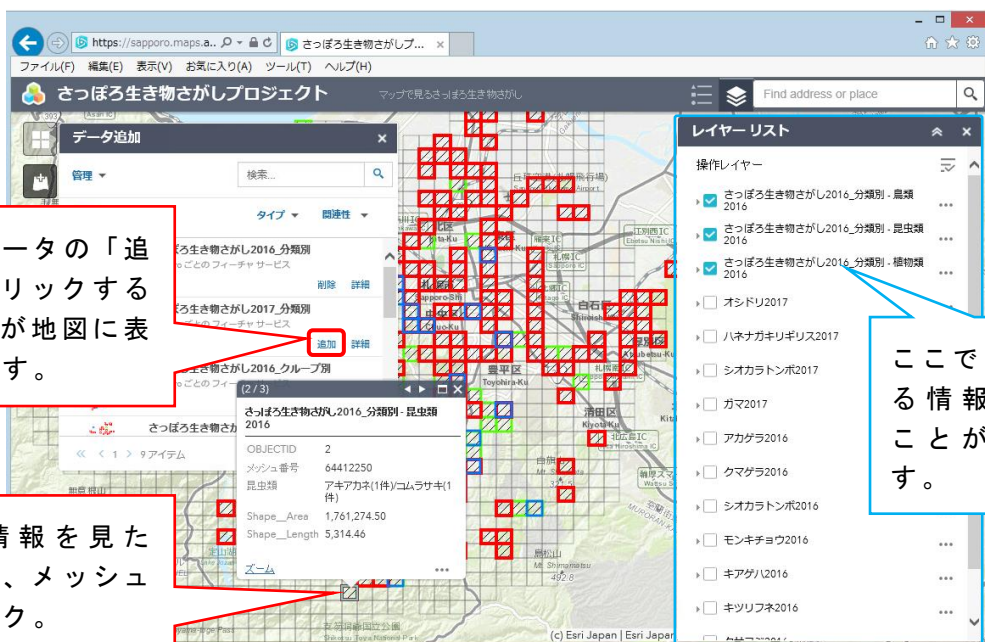 https://sapporo.maps.a..
さっぽろ生き物さがしプ...
ファイル(F) 編集(E) 表示(V) お気に入り(A) ツール(T) ヘルプ(H)
さっぽろ生き物さがしプロジェクト
マップで見るさっぽろ生き物さがし
Find address or place
データ追加
管理
検索...
タイプ
関連性
ぽろ生き物さがし2016_分類別
ごとのフィーチャ サービス
削除 詳細
ぽろ生き物さがし2017_分類別
追加 詳細
ぽろ生き物さがし2016_グループ別
さっぽろ生き物さが
1
9アイテム
ータの「追
リックする
が地図に表
す。
情報を見た
、メッシュ
ク。
(2 / 3)
さっぽろ生き物さがし2016_分類別 - 昆虫類
2016
OBJECTID 2
メッシュ番号 64412250
昆虫類 アキアカネ(1件)/コムラサキ(1
件)
Shape__Area 1,761,274.50
Shape__Length 5,314.46
ズーム
レイヤー リスト
操作レイヤー
さっぽろ生き物さがし2016_分類別 - 鳥類
2016
さっぽろ生き物さがし2016_分類別 - 昆虫類
2016
さっぽろ生き物さがし2016_分類別 - 植物類
2016
オシドリ2017
ハネナガキリギリス2017
シオカラトンボ2017
ガマ2017
アカゲラ2016
クマゲラ2016
シオカラトンボ2016
モンキチョウ2016
キアゲハ2016
キツリフネ2016
ここで
る情報
ことが
す。
豊平区
Toyohira-Ku
清田区
Kiyota-Ku
白石区
(c) Esri Japan | Esri Japan